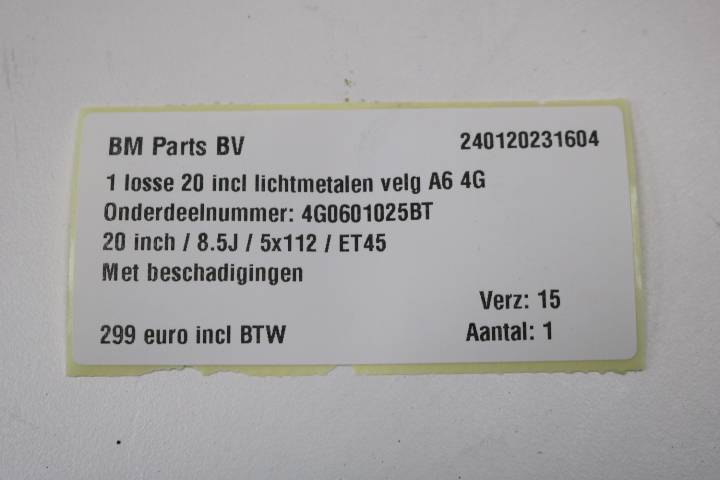 BM Parts BV 240120231604
1 losse 20 incl lichtmetalen velg A6 4G
Onderdeelnummer: 4G0601025BT
20 inch / 8.5J / 5x112 / ET45
Met beschadigingen
Verz: 15
299 euro incl BTW Aantal: 1